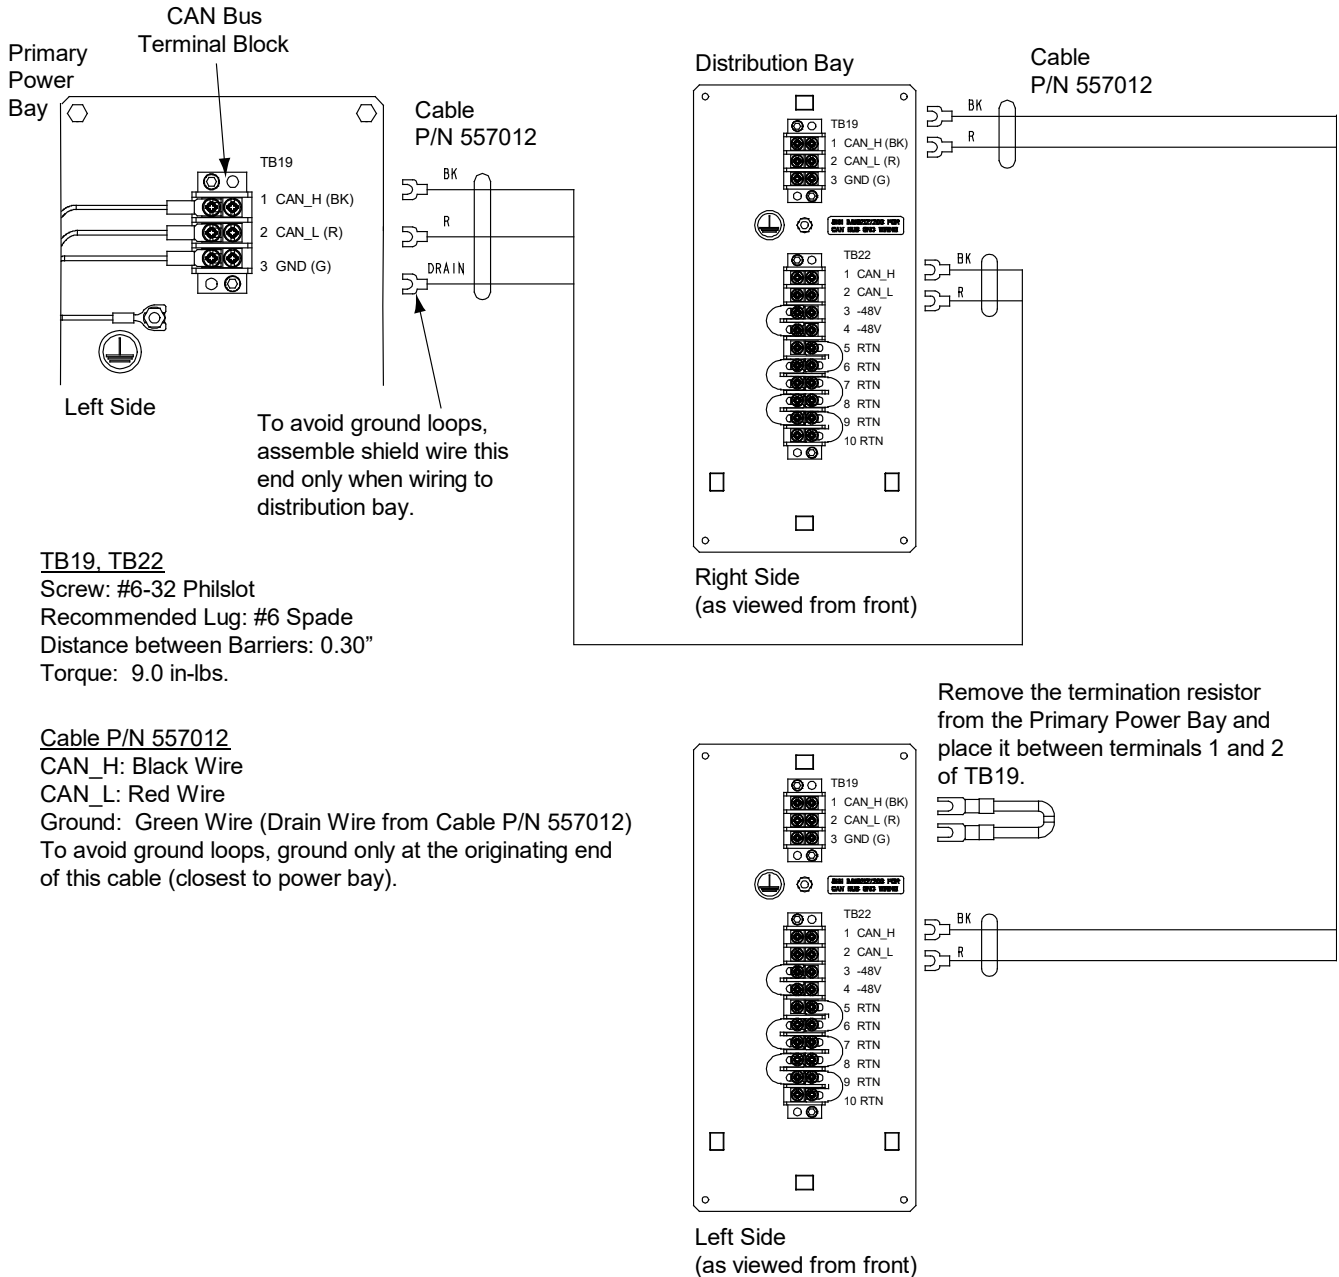 CAN Bus
Terminal Block
Primary
Power
Bay
TB19
1 CAN_H (BK)
2 CAN_L (R)
3 GND (G)
Left Side
Cable
P/N 557012
BK
R
DRAIN
To avoid ground loops,
assemble shield wire this
end only when wiring to
distribution bay.
TB19, TB22
Screw: #6-32 Philslot
Recommended Lug: #6 Spade
Distance between Barriers: 0.30”
Torque: 9.0 in-lbs.
Cable P/N 557012
CAN_H: Black Wire
CAN_L: Red Wire
Ground: Green Wire (Drain Wire from Cable P/N 557012)
To avoid ground loops, ground only at the originating end
of this cable (closest to power bay).
Distribution Bay
TB19
1 CAN_H (BK)
2 CAN_L (R)
3 GND (G)
TB22
1 CAN_H
2 CAN_L
3 -48V
4 -48V
5 RTN
6 RTN
7 RTN
8 RTN
9 RTN
10 RTN
Right Side
(as viewed from front)
Cable
P/N 557012
BK
R
BK
R
Remove the termination resistor
from the Primary Power Bay and
place it between terminals 1 and 2
of TB19.
TB19
1 CAN_H (BK)
2 CAN_L (R)
3 GND (G)
TB22
1 CAN_H
2 CAN_L
3 -48V
4 -48V
5 RTN
6 RTN
7 RTN
8 RTN
9 RTN
10 RTN
BK
R
Left Side
(as viewed from front)